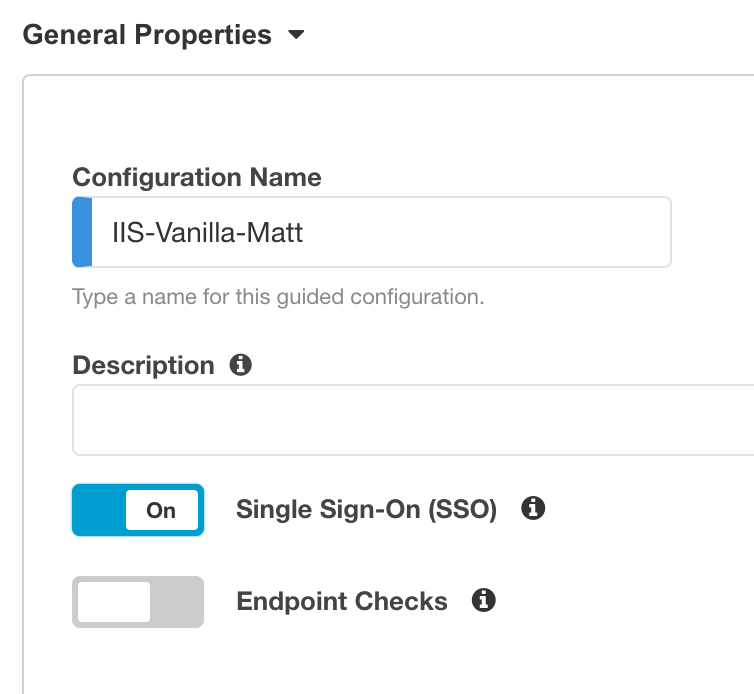 General Properties
Configuration Name
IIS-Vanilla-Matt
Type a name for this guided configuration.
Description
On
Single Sign-On (SSO)
Endpoint Checks